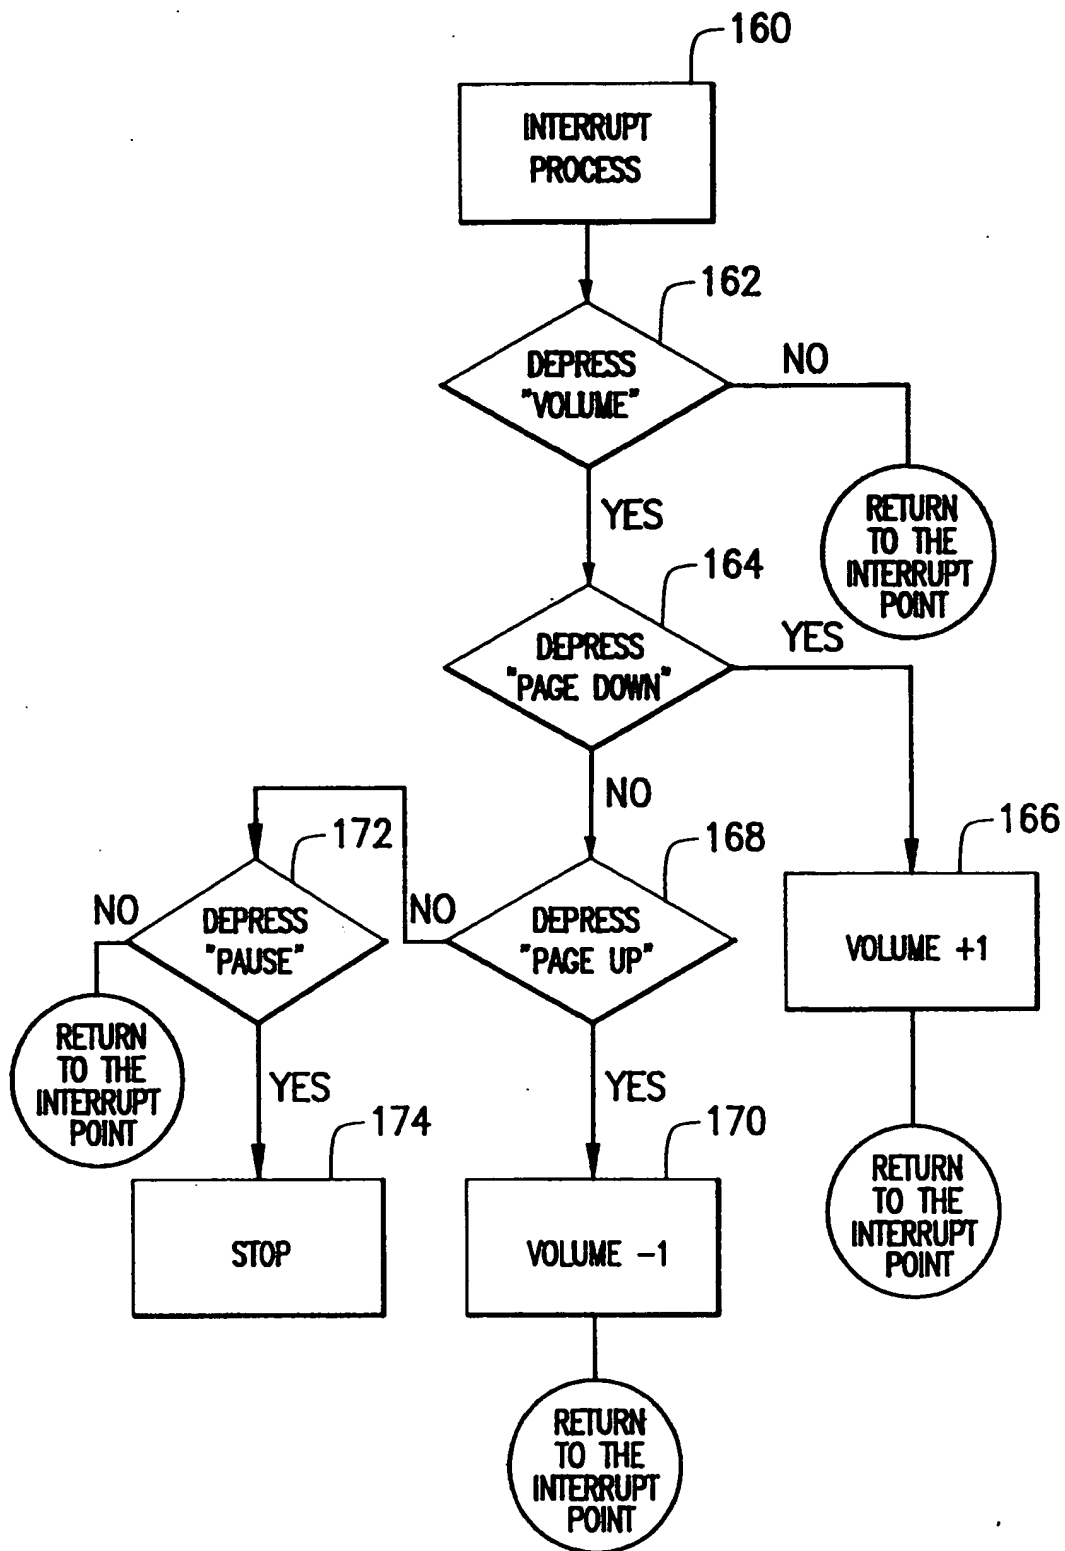 160
INTERRUPT
PROCESS
162
DEPRESS
"VOLUME"
NO
RETURN
TO THE
INTERRUPT
POINT
YES
164
DEPRESS
"PAGE DOWN"
YES
NO
166
VOLUME +1
RETURN
TO THE
INTERRUPT
POINT
168
DEPRESS
"PAGE UP"
NO
172
DEPRESS
"PAUSE"
NO
RETURN
TO THE
INTERRUPT
POINT
YES
174
STOP
YES
170
VOLUME -1
RETURN
TO THE
INTERRUPT
POINT